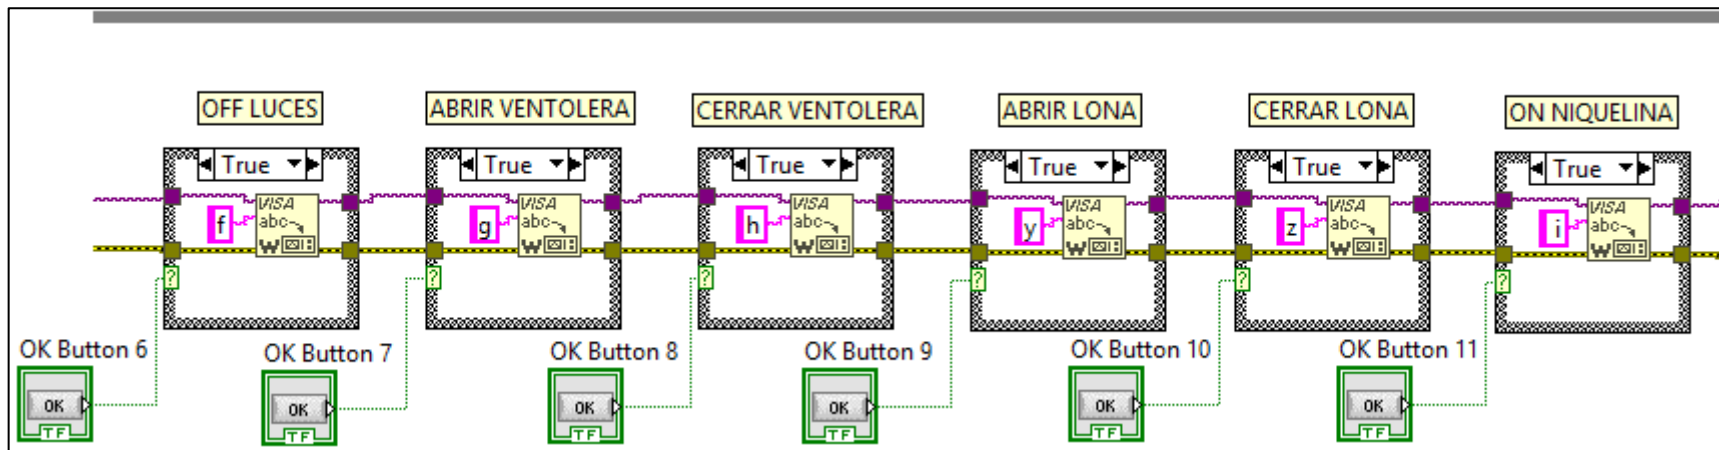 OFF LUCES
ABRIR VENTOLERA
CERRAR VENTOLERA
ABRIR LONA
CERRAR LONA
ON NIQUELINA
True
True
True
True
True
True
VISA
abc
W
f
VISA
abc
W
g
VISA
abc
W
h
VISA
abc
W
y
VISA
abc
W
z
VISA
abc
W
i
?
?
?
?
?
?
OK Button 6
OK Button 7
OK Button 8
OK Button 9
OK Button 10
OK Button 11
OK
TF
OK
TF
OK
TF
OK
TF
OK
TF
OK
TF